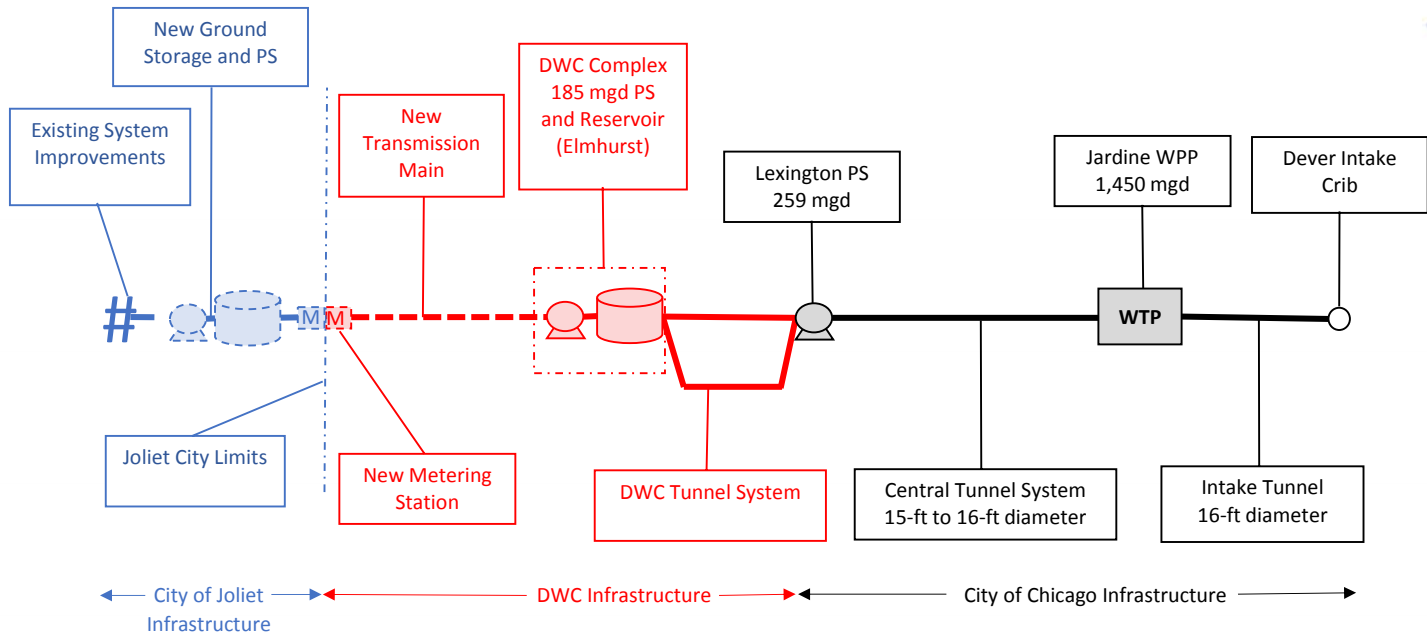 New Ground
Storage and PS
DWC Complex
185 mgd PS
and Reservoir
(Elmhurst)
Existing System
Improvements
New
Transmission
Main
Lexington PS
259 mgd
Jardine WPP
1,450 mgd
Dever Intake
Crib
#
M
M
WTP
Joliet City Limits
New Metering
Station
DWC Tunnel System
Central Tunnel System
15-ft to 16-ft diameter
Intake Tunnel
16-ft diameter
City of Joliet
Infrastructure
DWC Infrastructure
City of Chicago Infrastructure